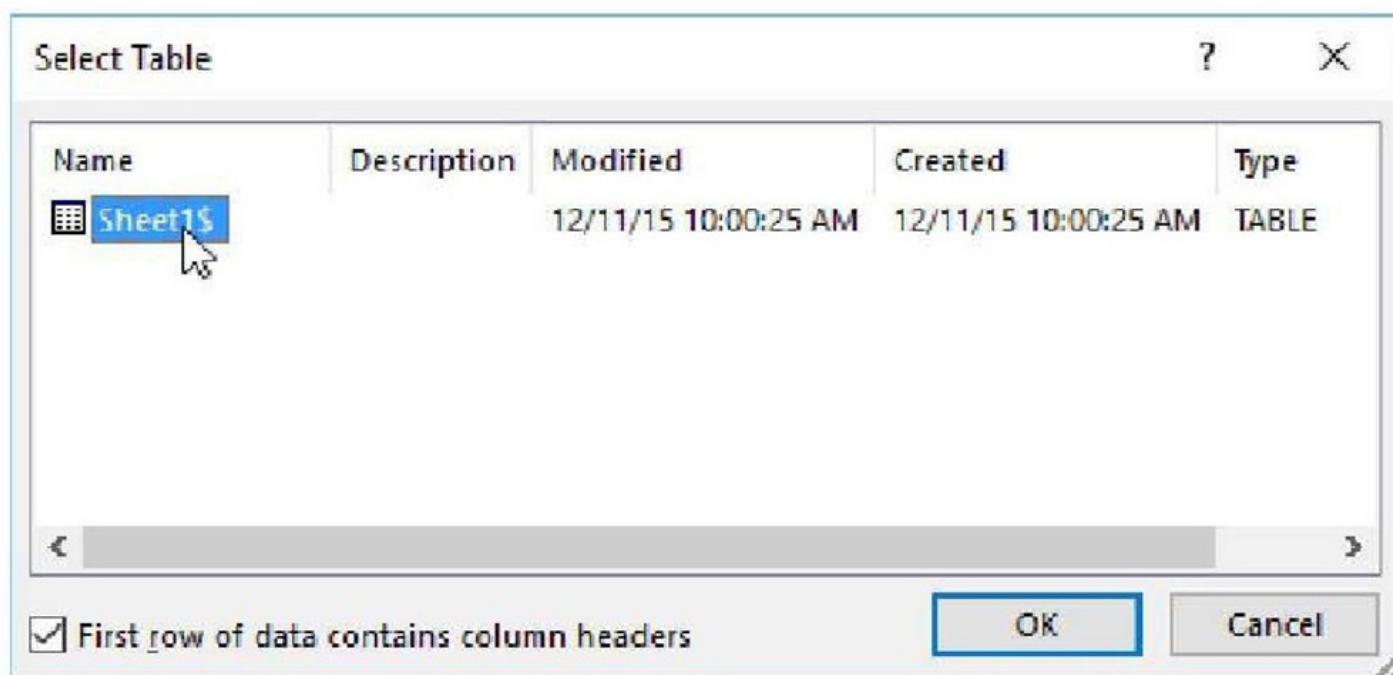 Select Table ?
Name Description Modified Created Type
Sheet1$ 12/11/15 10:00:25 AM 12/11/15 10:00:25 AM TABLE
First row of data contains column headers OK Cancel